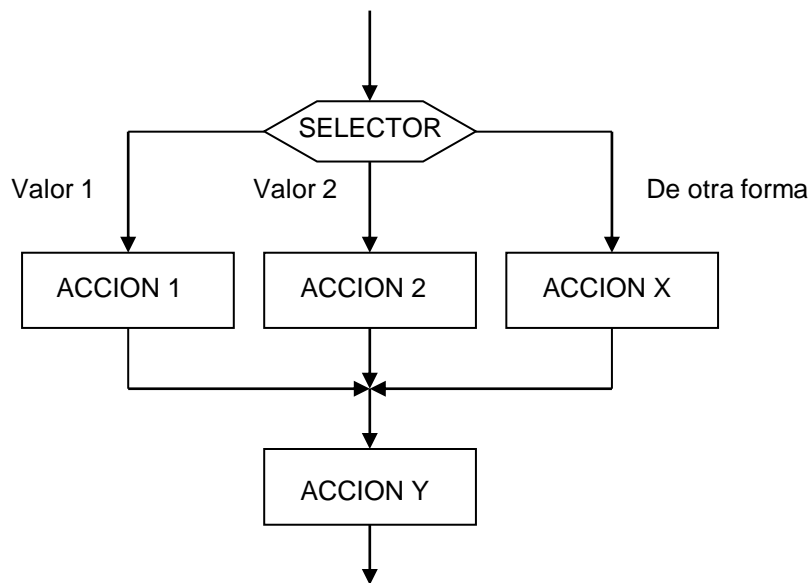 SELECTOR
Valor 1
Valor 2
De otra forma
ACCION 1
ACCION 2
ACCION X
ACCION Y